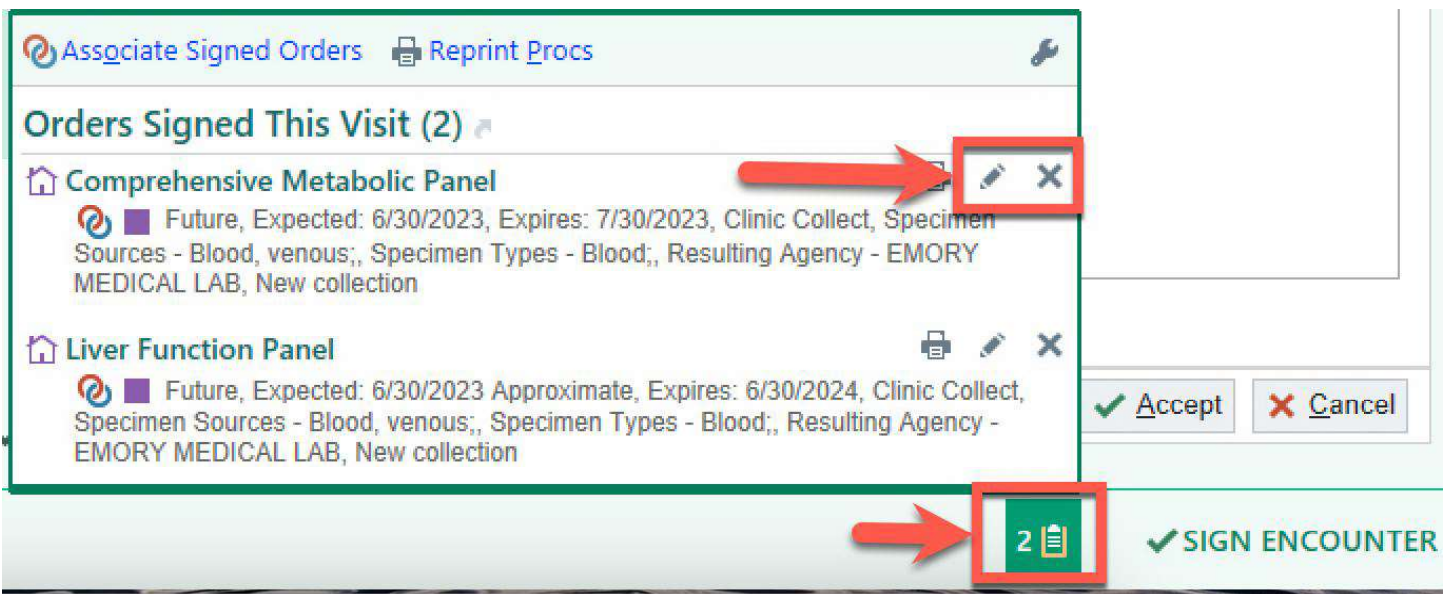 Associate Signed Orders Reprint Procs
Orders Signed This Visit (2)
Comprehensive Metabolic Panel
Future, Expected: 6/30/2023, Expires: 7/30/2023, Clinic Collect, Specimen
Sources - Blood, venous;, Specimen Types - Blood;, Resulting Agency - EMORY
MEDICAL LAB, New collection
Liver Function Panel
Future, Expected: 6/30/2023 Approximate, Expires: 6/30/2024, Clinic Collect,
Specimen Sources - Blood, venous;, Specimen Types - Blood;, Resulting Agency -
EMORY MEDICAL LAB, New collection
Accept Cancel
2 SIGN ENCOUNTER